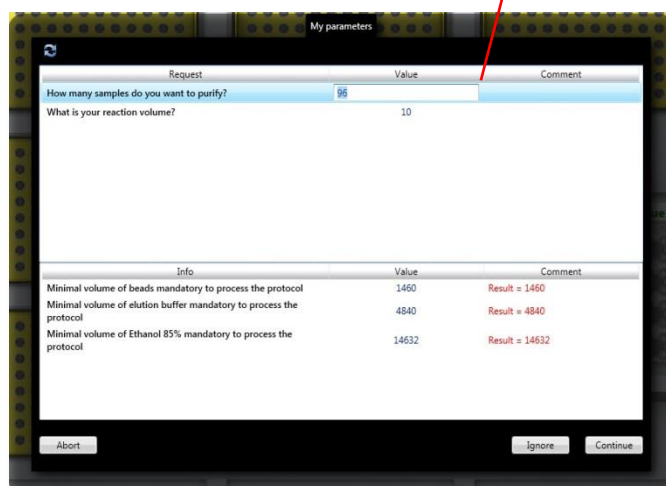 My parameters
Request Value Comment
How many samples do you want to purify? 96
What is your reaction volume? 10
Info Value Comment
Minimal volume of beads mandatory to process the protocol 1460 Result = 1460
Minimal volume of elution buffer mandatory to process the
protocol 4840 Result = 4840
Minimal volume of Ethanol 85% mandatory to process the
protocol 14632 Result = 14632
Abort Ignore Continue